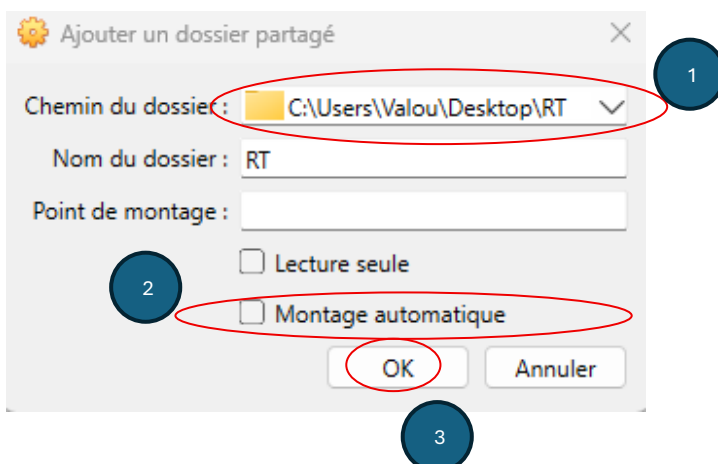 Ajouter un dossier partagé
1
Chemin du dossier : C:\Users\Valou\Desktop\RT
Nom du dossier : RT
Point de montage :
Lecture seule
2
Montage automatique
OK Annuler
3